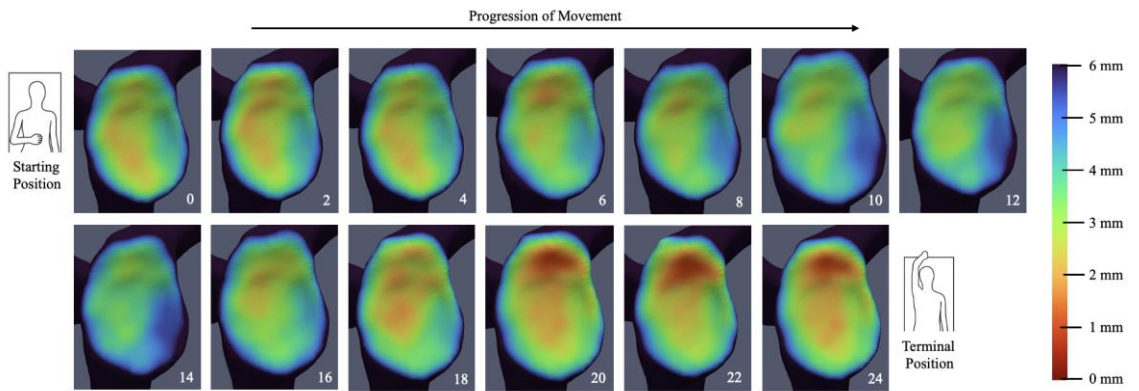 Progression of Movement
Starting
Position
0
2
4
6
8
10
12
14
16
18
20
22
24
Terminal
Position
6 mm
5 mm
4 mm
3 mm
2 mm
1 mm
0 mm